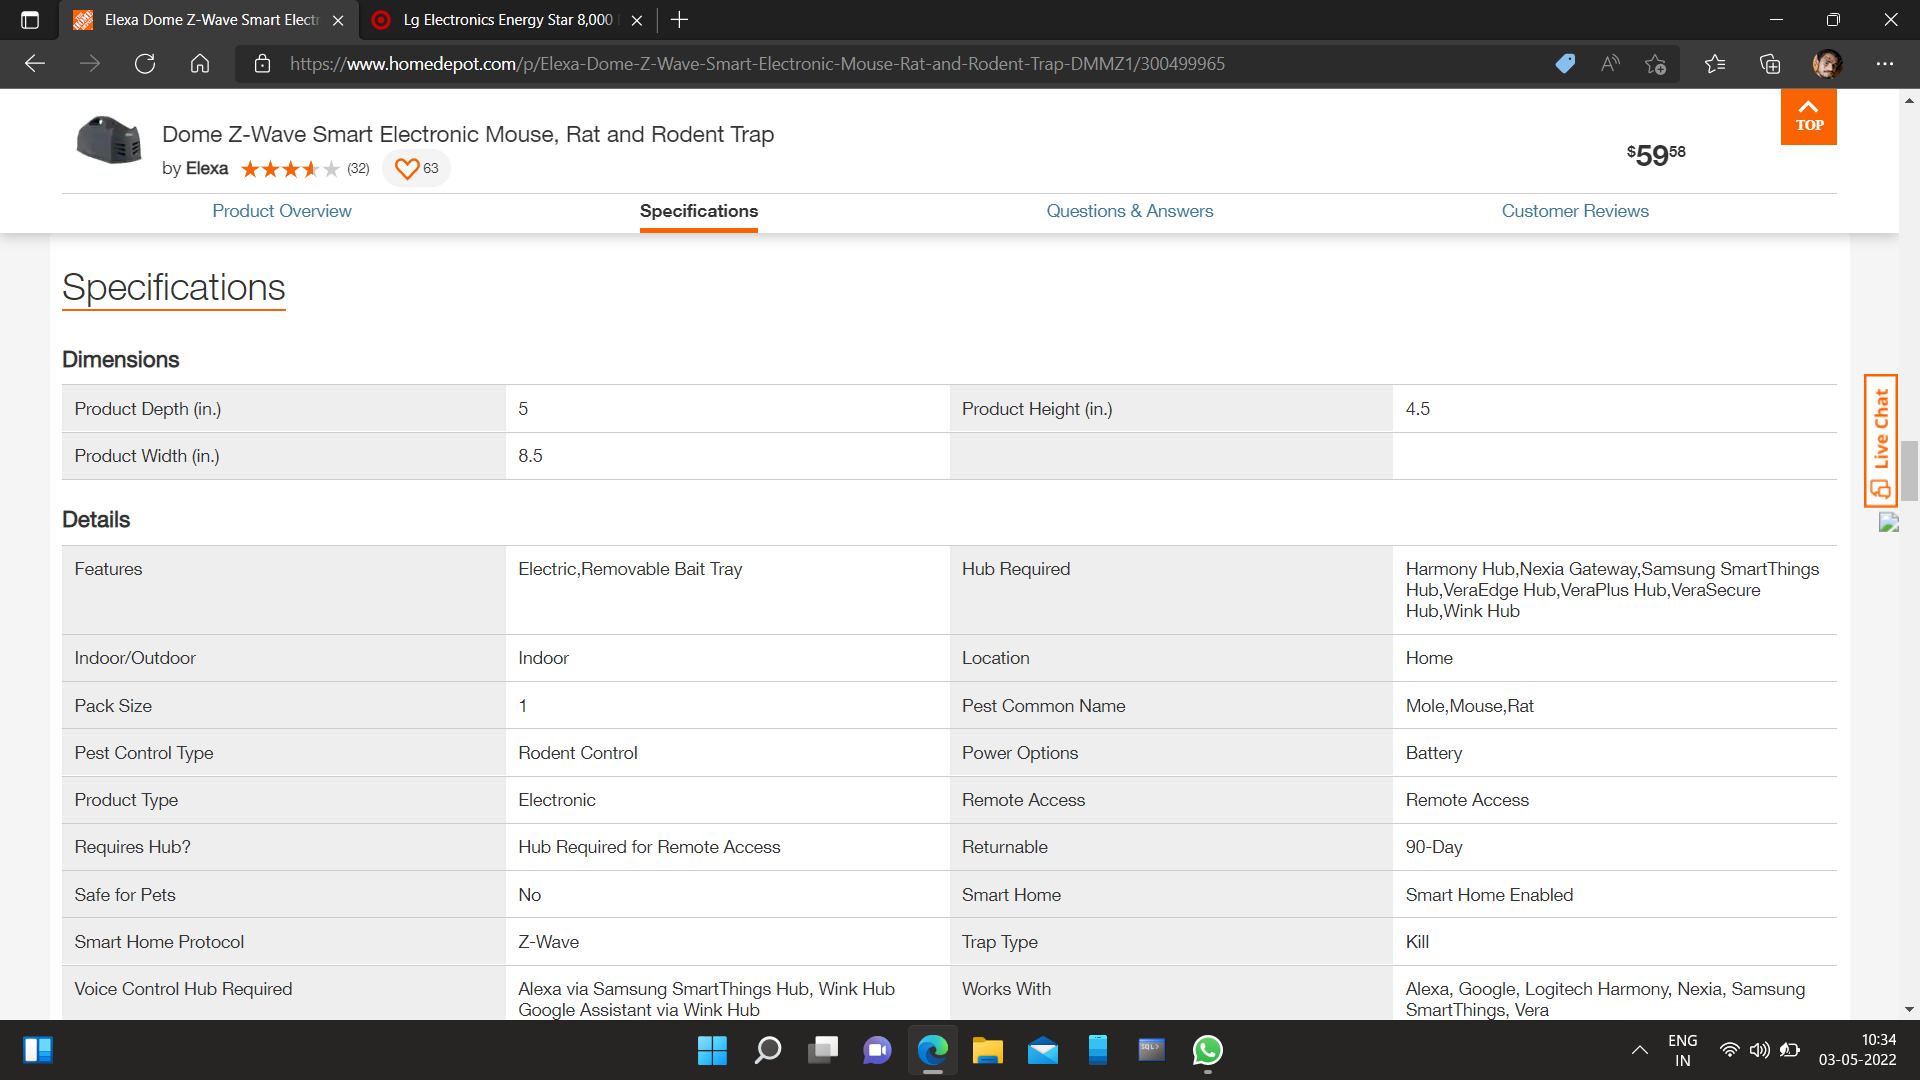 Elexa Dome Z-Wave Smart Elect
Lg Electronics Energy Star 8,000
https://www.homedepot.com/p/Elexa-Dome-Z-Wave-Smart-Electronic-Mouse-Rat-and-Rodent-Trap-DMMZ1/300499965
Dome Z-Wave Smart Electronic Mouse, Rat and Rodent Trap
by Elexa (32) 63
$59 58
TOP
Product Overview Specifications Questions & Answers Customer Reviews
Specifications
Dimensions
Product Depth (in.) 5 Product Height (in.) 4.5
Product Width (in.) 8.5
Live Chat
Details
Features Electric,Removable Bait Tray Hub Required Harmony Hub,Nexia Gateway,Samsung SmartThings
Hub,VeraEdge Hub,VeraPlus Hub,VeraSecure
Hub,Wink Hub
Indoor/Outdoor Indoor Location Home
Pack Size 1 Pest Common Name Mole,Mouse,Rat
Pest Control Type Rodent Control Power Options Battery
Product Type Electronic Remote Access Remote Access
Requires Hub? Hub Required for Remote Access Returnable 90-Day
Safe for Pets No Smart Home Smart Home Enabled
Smart Home Protocol Z-Wave Trap Type Kill
Voice Control Hub Required Alexa via Samsung SmartThings Hub, Wink Hub Works With Alexa, Google, Logitech Harmony, Nexia, Samsung
Google Assistant via Wink Hub SmartThings, Vera
SQL>
ENG
IN
10:34
03-05-2022